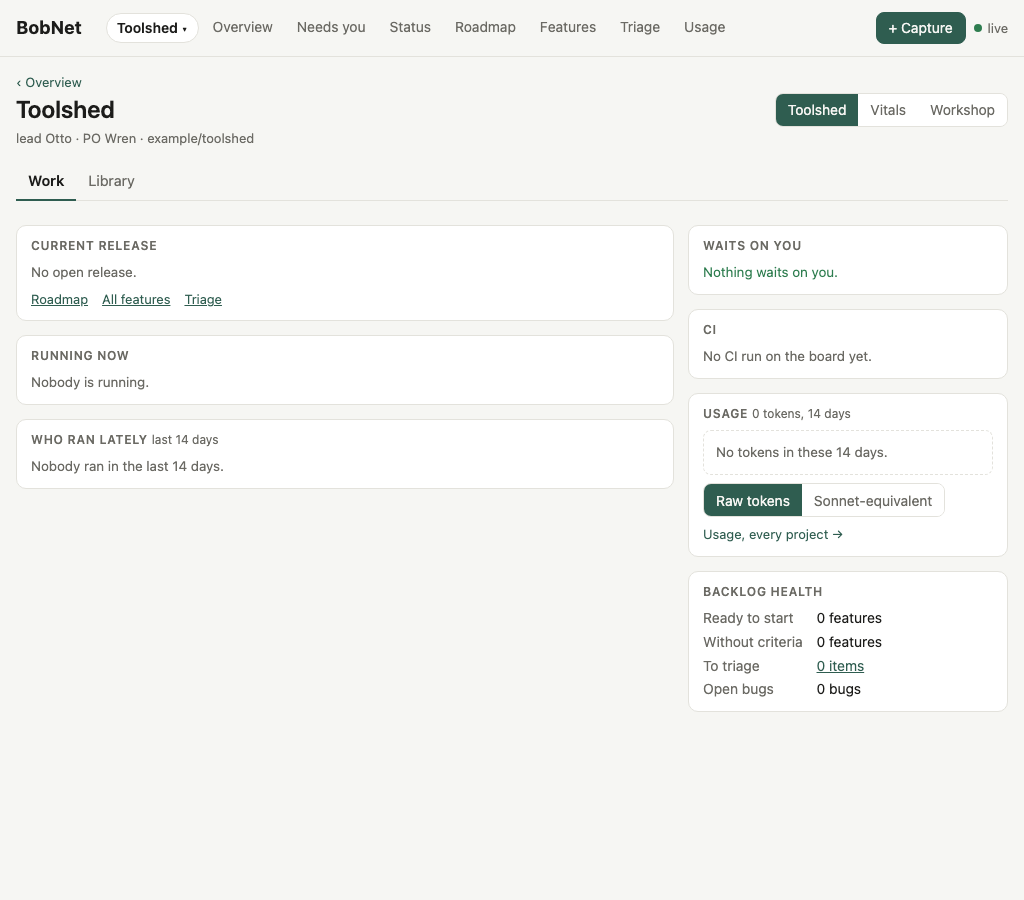 BobNet
Toolshed ▾
Overview
Needs you
Status
Roadmap
Features
Triage
Usage
+ Capture
live
‹ Overview
Toolshed
lead Otto · PO Wren · example/toolshed
Toolshed
Vitals
Workshop
Work
Library
CURRENT RELEASE
No open release.
Roadmap All features Triage
RUNNING NOW
Nobody is running.
WHO RAN LATELY last 14 days
Nobody ran in the last 14 days.
WAITS ON YOU
Nothing waits on you.
CI
No CI run on the board yet.
USAGE 0 tokens, 14 days
No tokens in these 14 days.
Raw tokens Sonnet-equivalent
Usage, every project →
BACKLOG HEALTH
Ready to start 0 features
Without criteria 0 features
To triage 0 items
Open bugs 0 bugs